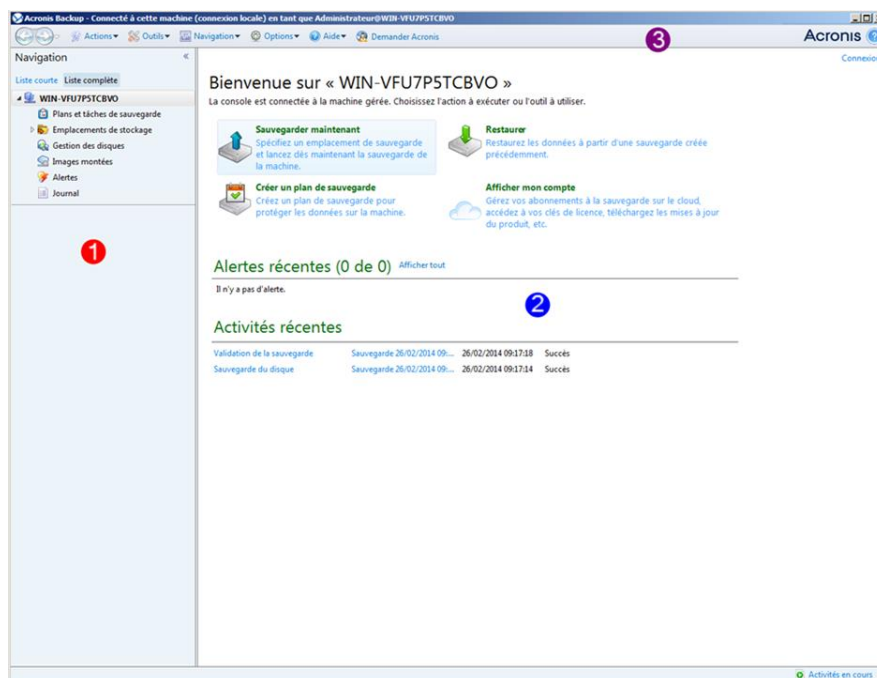 Acronis Backup - Connecté à cette machine (connexion locale) en tant que Administrateur@WIN-VFU7P5TCBVO
Actions Outils Navigation Options Aide Demander Acronis
3
Acronis
Navigation
Connexion
Liste courte Liste complète
WIN-VFU7P5TCBVO
Plans et tâches de sauvegarde
Emplacements de stockage
Gestion des disques
Images montées
Alertes
Journal
1
Bienvenue sur « WIN-VFU7P5TCBVO »
La console est connectée à la machine gérée. Choisissez l'action à exécuter ou l'outil à utiliser.
Sauvegarder maintenant
Spécifiez un emplacement de sauvegarde
et lancez dès maintenant la sauvegarde de
la machine.
Restaurer
Restaurez les données à partir d'une sauvegarde créée
précédemment.
Créer un plan de sauvegarde
Créez un plan de sauvegarde pour
protéger les données sur la machine.
Afficher mon compte
Gérez vos abonnements à la sauvegarde sur le cloud,
accédez à vos clés de licence, téléchargez les mises à jour
du produit, etc.
Alertes récentes (0 de 0) Afficher tout
Il n'y a pas d'alerte.
2
Activités récentes
Validation de la sauvegarde Sauvegarde 26/02/2014 09:... 26/02/2014 09:17:18 Succès
Sauvegarde du disque Sauvegarde 26/02/2014 09:... 26/02/2014 09:17:14 Succès
Activités en cours